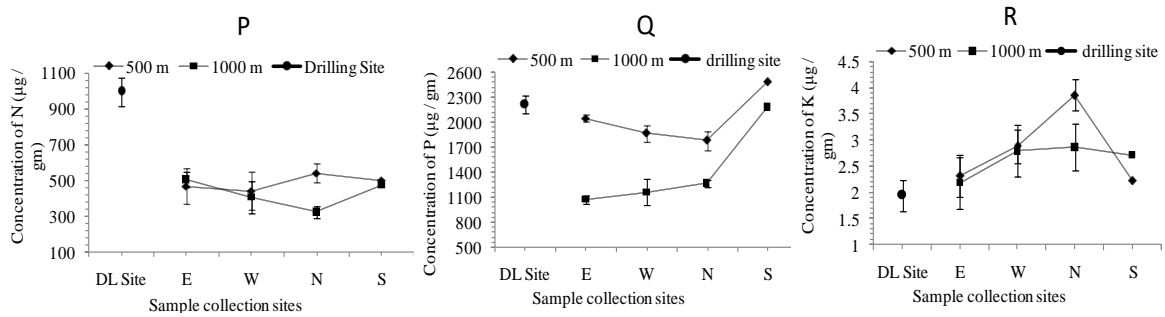 P
500 m 1000 m Drilling Site
Concentration of N (μg /
gm)
1100
900
700
500
300
100
DL Site E W N S
Sample collection sites
Q
500 m 1000 m drilling site
Concentration of P (μg / gm)
2600
2300
2000
1700
1400
1100
800
500
DL Site E W N S
Sample collection sites
R
500 m 1000 m drilling site
Concentration of K (μg /
gm)
4.5
4
3.5
3
2.5
2
1.5
1
DL Site E W N S
Sample collection sites